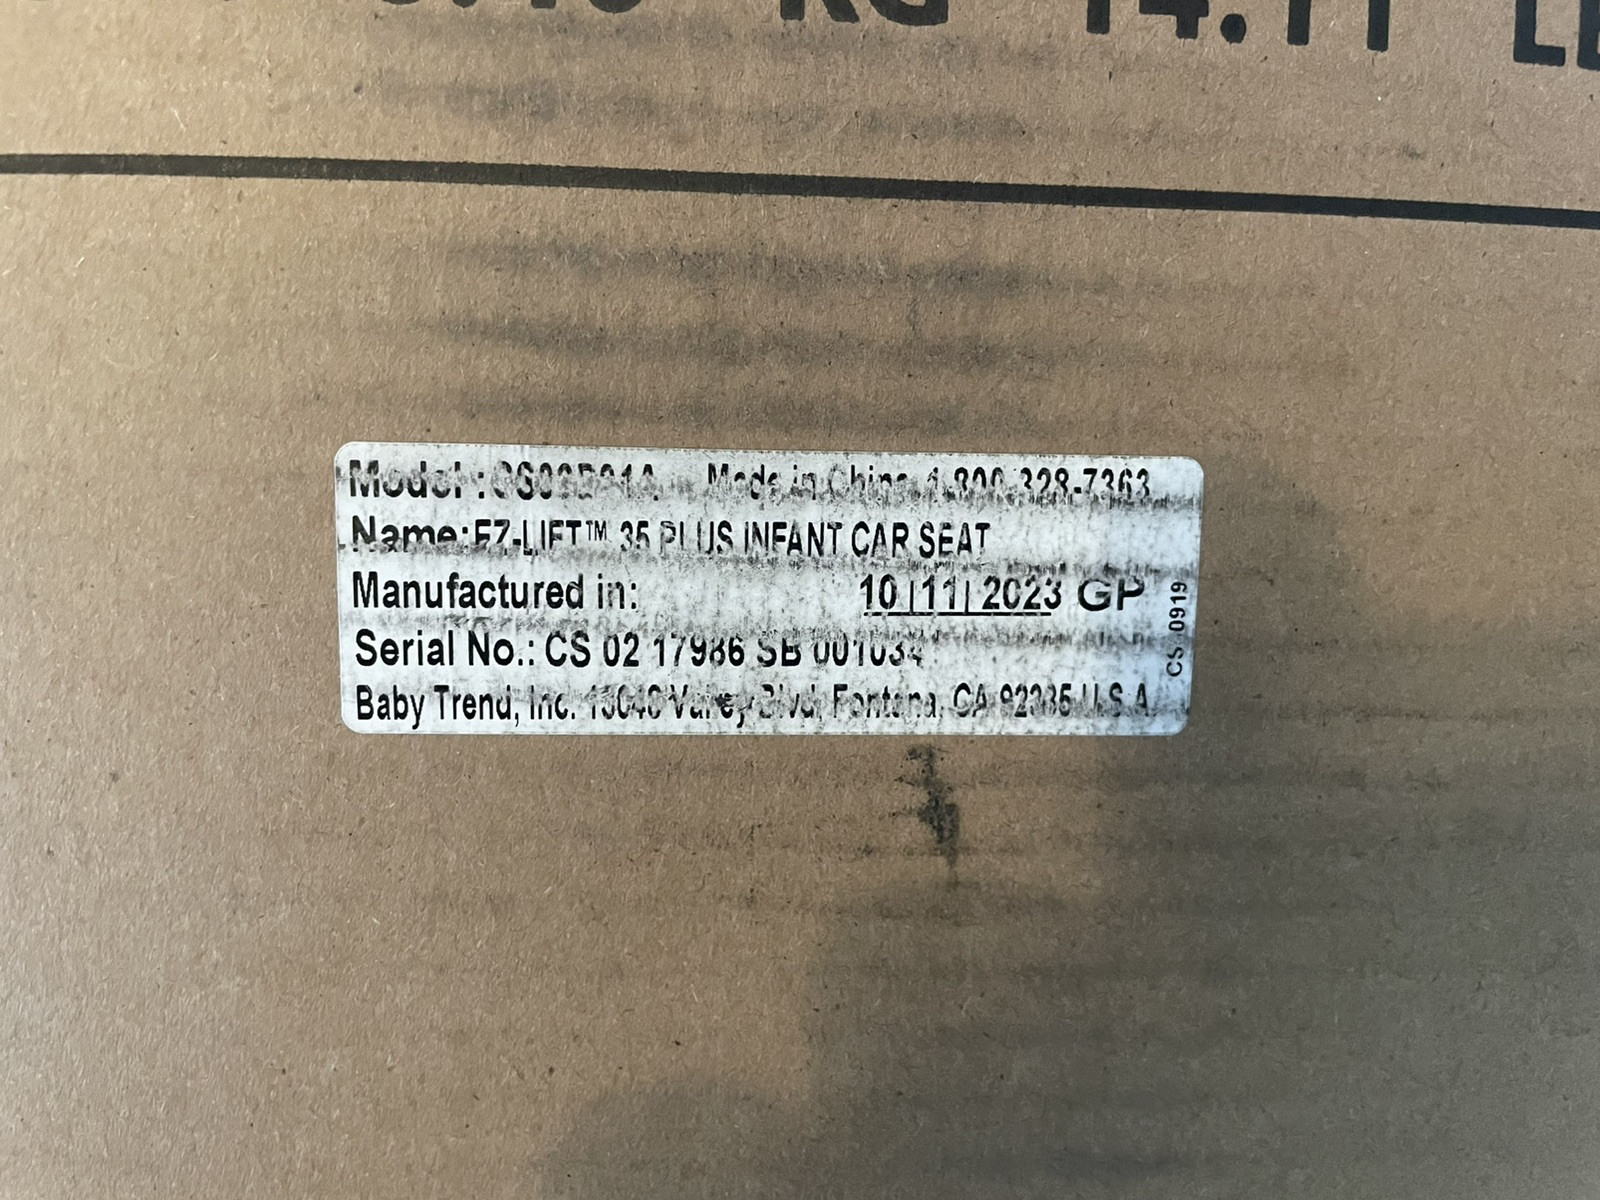 KG 14.11
Made in China 1-800-328-7363
Name:EZ-LIFT™ 35 PLUS INFANT CAR SEAT
Manufactured in: 10|11|2023 GP
Serial No.: CS 02 17986 SB 001034
Baby Trend, Inc. Valley Blvd, Fontana, CA 92335 U.S.A.
CS 0919